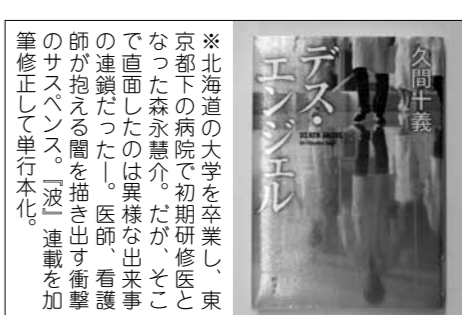 ※北海道の大学を卒業し、東
京都下の病院で初期研修医と
なった森永慧介。だが、そこ
で直面したのは異様な出来事
の連鎖だった―。医師、看護
師が抱える闇を描き出す衝撃
のサスペンス。『波』連載を加
筆修正して単行本化。
久間十義
デス・
エンジェル
DEATH ANGEL